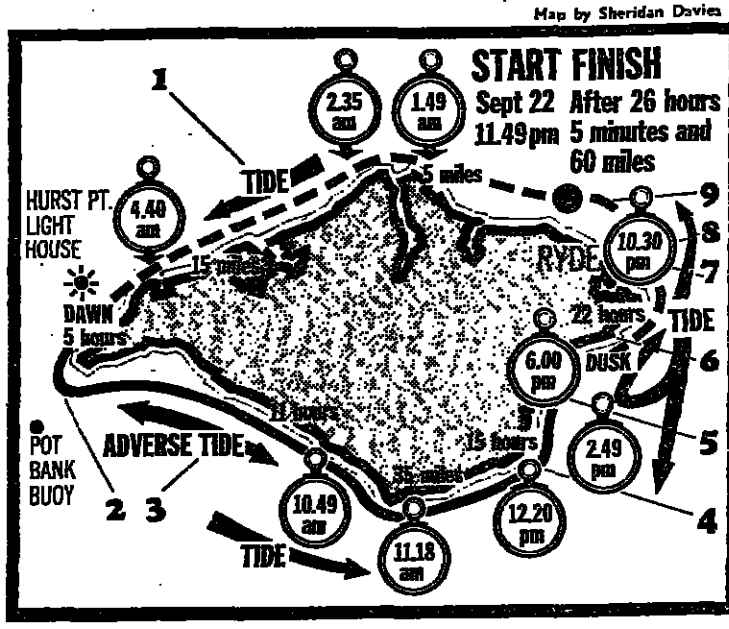 Map by Sheridan Davies
START FINISH
Sept 22 After 26 hours
11.49pm 5 minutes and
60 miles
1
2.35
am
1.49
am
TIDE
5 miles
HURST PT.
LIGHT
HOUSE
4.40
am
9
8
10.30
pm
7
RYDE
15 miles
DAWN
5 hours
22 hours
TIDE
DUSK
6
6.00
pm
11 hours
5
ADVERSE TIDE
15 hours
2.49
pm
POT
BANK
BUOY
2 3
35 miles
4
10.49
am
12.20
pm
TIDE
11.18
am